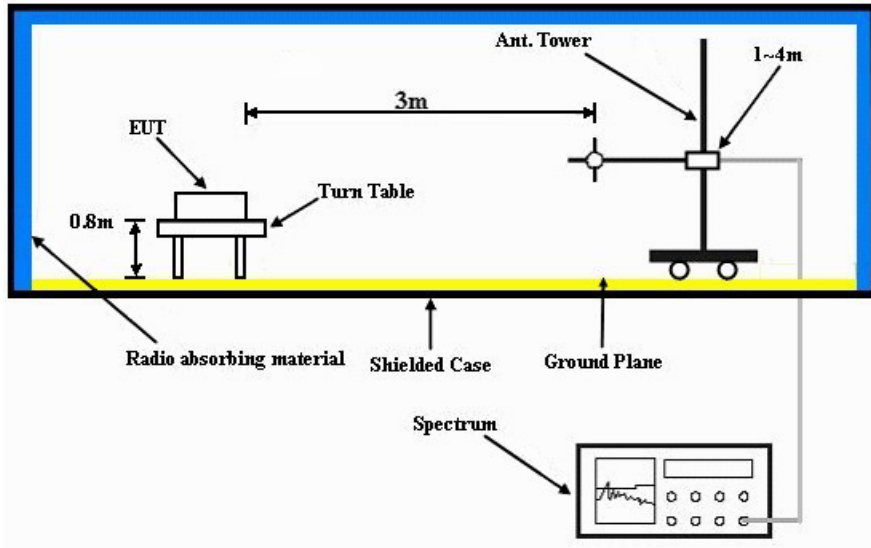 Ant. Tower
1~4m
3m
EUT
Turn Table
0.8m
Radio absorbing material
Shielded Case
Ground Plane
Spectrum